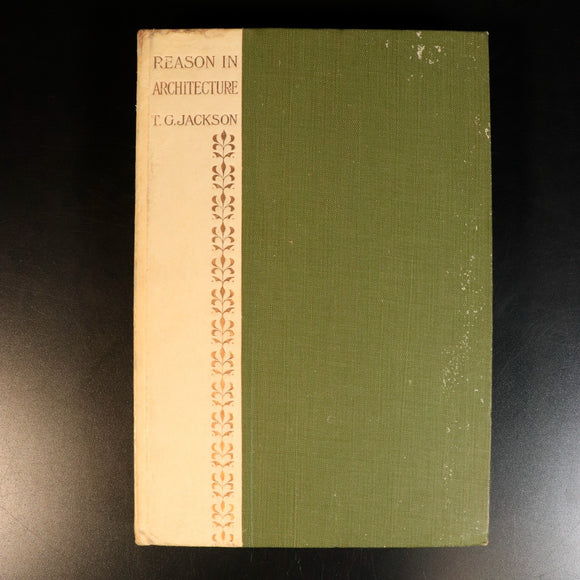 REASON IN
ARCHITECTURE
T. G. JACKSON